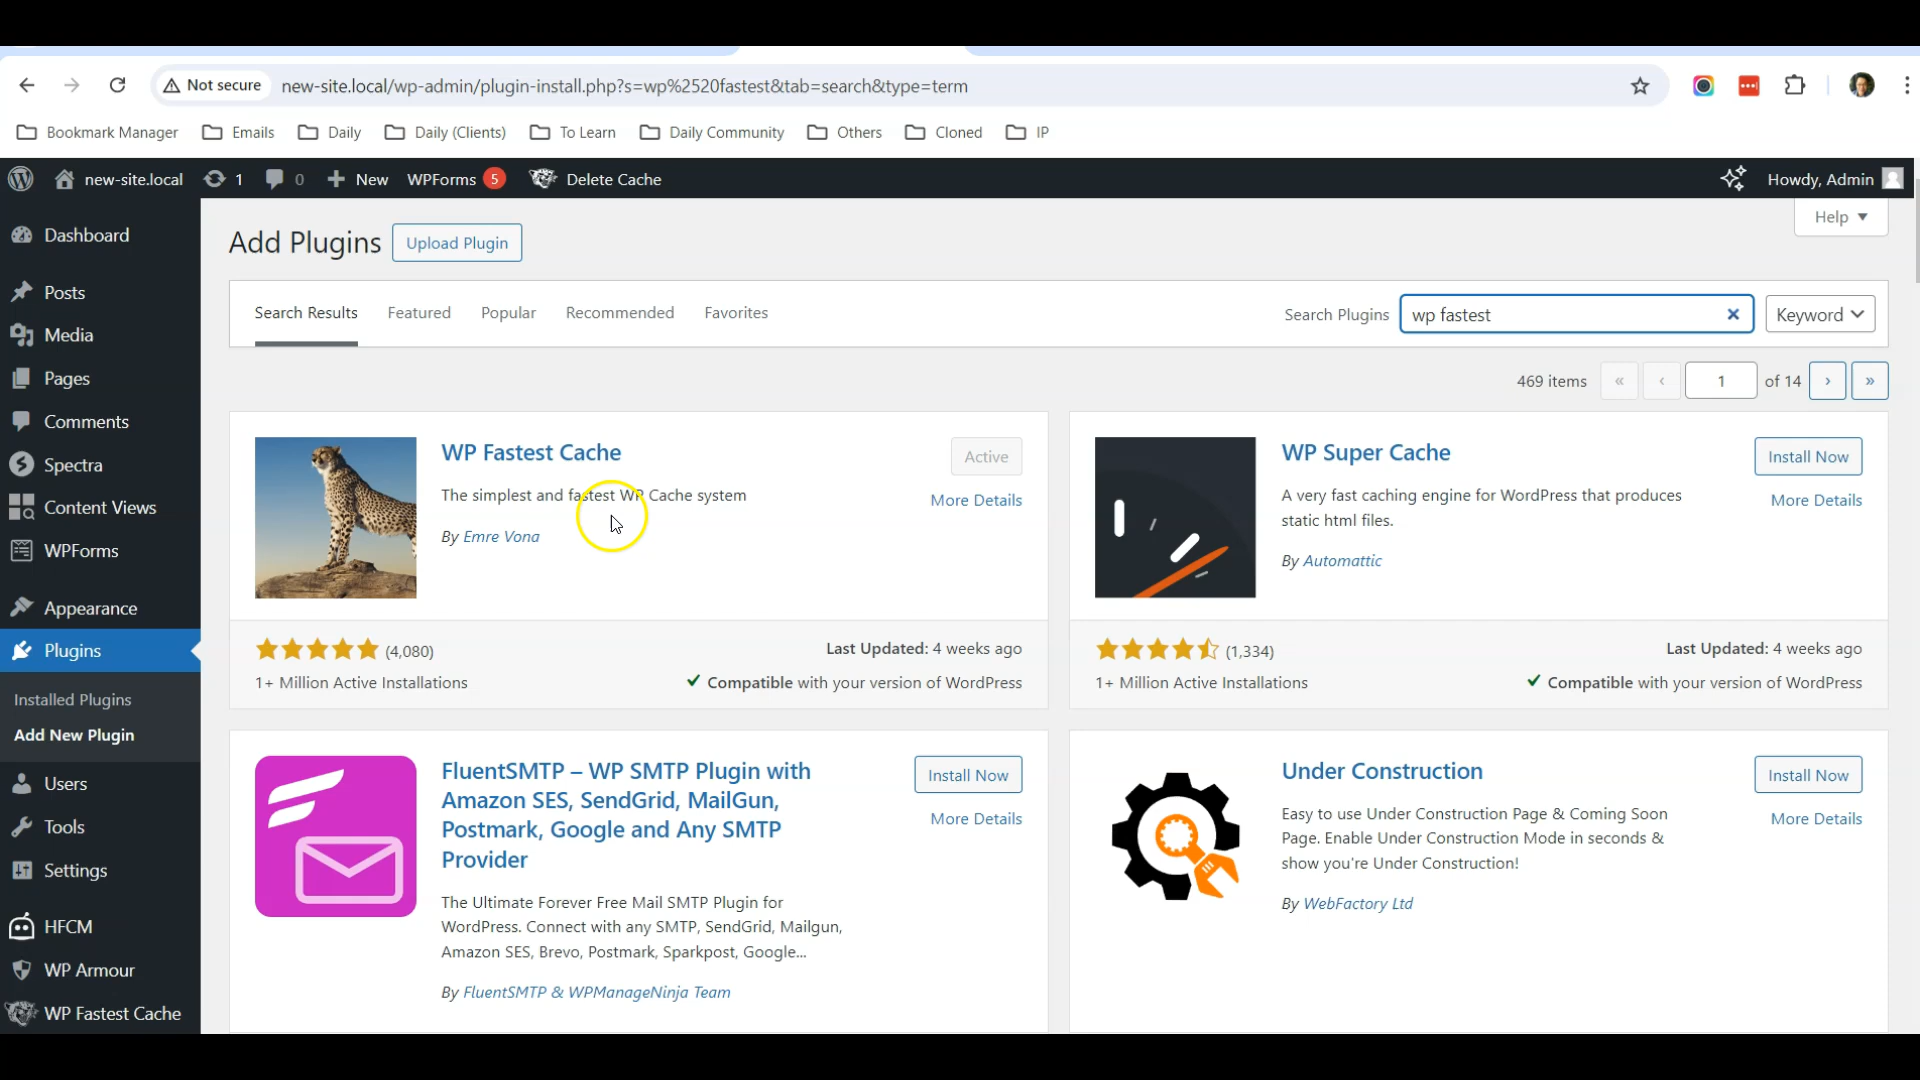 Not secure new-site.local/wp-admin/plugin-install.php?s=wp%2520fastest&tab=search&type=term
Bookmark Manager Emails Daily Daily (Clients) To Learn Daily Community Others Cloned IP
new-site.local 1 0 New WPForms 5 Delete Cache Howdy, Admin
Help
Dashboard
Posts
Media
Pages
Comments
Spectra
Content Views
WPForms
Appearance
Plugins
Installed Plugins
Add New Plugin
Users
Tools
Settings
HFCM
WP Armour
WP Fastest Cache
Add Plugins Upload Plugin
Search Results Featured Popular Recommended Favorites Search Plugins wp fastest Keyword
469 items « ‹ 1 of 14 › »
WP Fastest Cache
Active
The simplest and fastest WP Cache system
More Details
By Emre Vona
(4,080)
Last Updated: 4 weeks ago
1+ Million Active Installations
Compatible with your version of WordPress
WP Super Cache
Install Now
A very fast caching engine for WordPress that produces
static html files.
More Details
By Automattic
(1,334)
Last Updated: 4 weeks ago
1+ Million Active Installations
Compatible with your version of WordPress
FluentSMTP – WP SMTP Plugin with
Amazon SES, SendGrid, MailGun,
Postmark, Google and Any SMTP
Provider
Install Now
More Details
The Ultimate Forever Free Mail SMTP Plugin for
WordPress. Connect with any SMTP, SendGrid, Mailgun,
Amazon SES, Brevo, Postmark, Sparkpost, Google...
By FluentSMTP & WPManageNinja Team
Under Construction
Install Now
More Details
Easy to use Under Construction Page & Coming Soon
Page. Enable Under Construction Mode in seconds &
show you're Under Construction!
By WebFactory Ltd